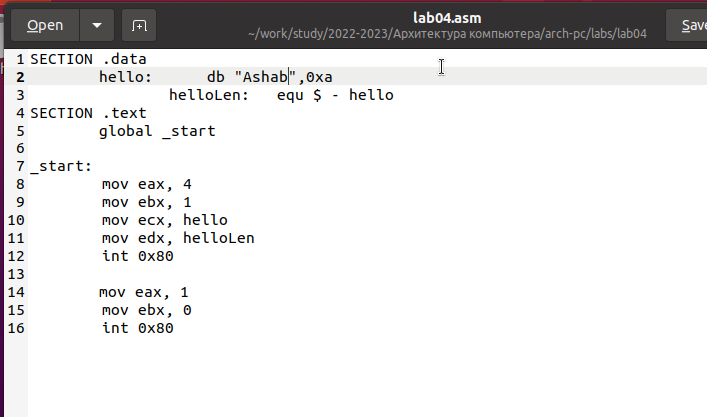 Open
lab04.asm
~/work/study/2022-2023/Архитектура компьютера/arch-pc/labs/lab04
1 SECTION .data
2 hello: db "Ashab",0xa
3 helloLen: equ $ - hello
4 SECTION .text
5 global _start
6
7 _start:
8 mov eax, 4
9 mov ebx, 1
10 mov ecx, hello
11 mov edx, helloLen
12 int 0x80
13
14 mov eax, 1
15 mov ebx, 0
16 int 0x80